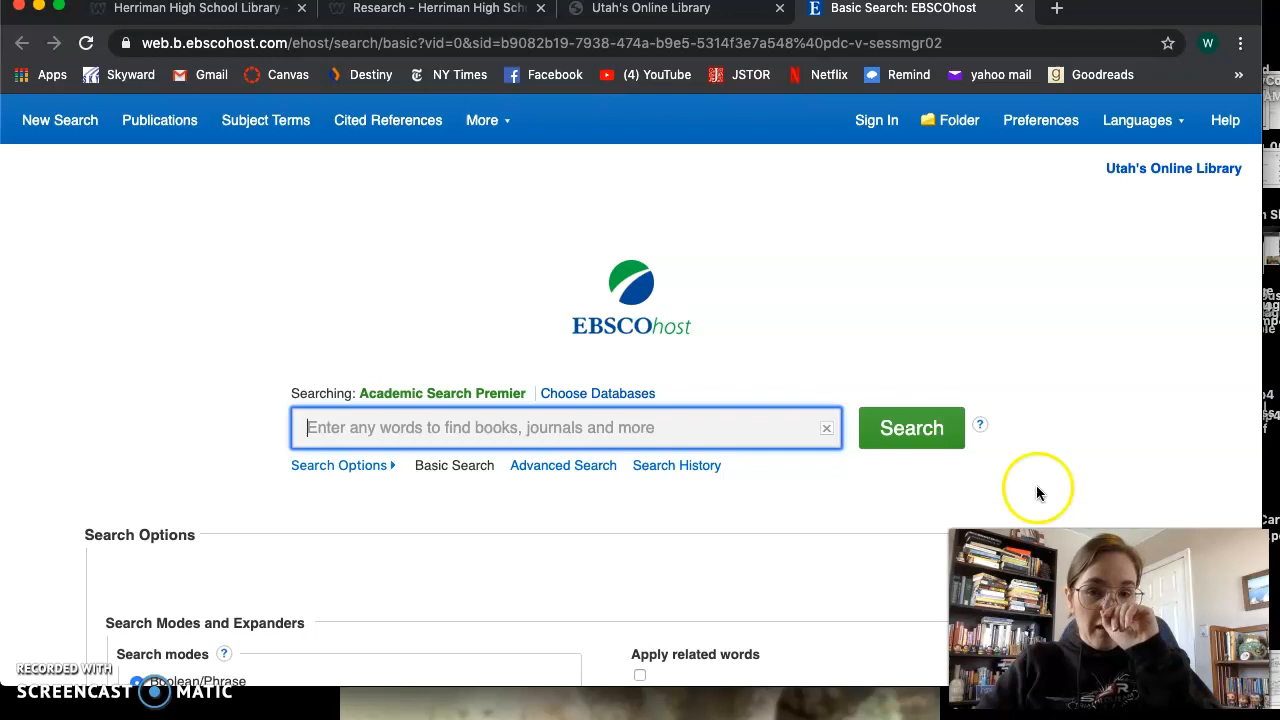 Herriman High School Library -
Research - Herriman High Sch
Utah's Online Library
Basic Search: EBSCOhost
web.b.ebscohost.com/ehost/search/basic?vid=0&sid=b9082b19-7938-474a-b9e5-5314f3e7a548%40pdc-v-sessmgr02
W
Apps
Skyward
Gmail
Canvas
Destiny
NY Times
Facebook
(4) YouTube
JSTOR
Netflix
Remind
yahoo mail
Goodreads
»
New Search
Publications
Subject Terms
Cited References
More
Sign In
Folder
Preferences
Languages
Help
Utah's Online Library
EBSCOhost
Searching: Academic Search Premier
Choose Databases
Enter any words to find books, journals and more
Search
?
Search Options
Basic Search
Advanced Search
Search History
Search Options
Search Modes and Expanders
Search modes ?
Apply related words
Boolean/Phrase
RECORDED WITH
SCREENCAST MATIC